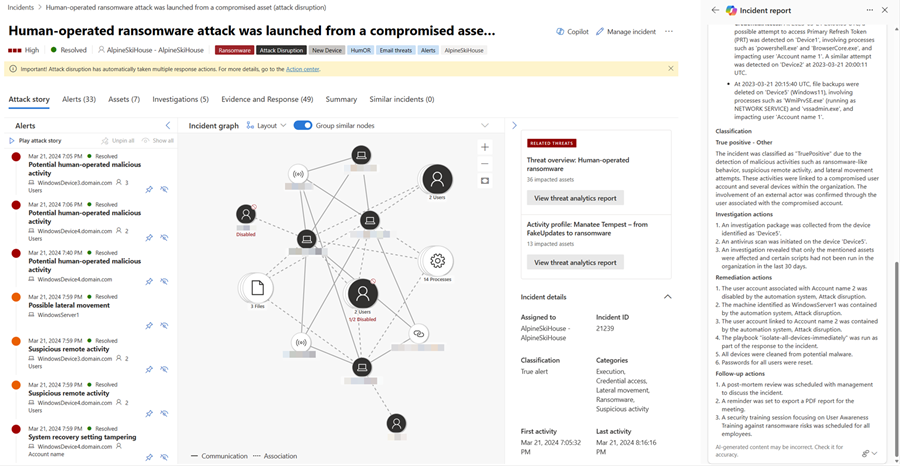 Incidents > Human-operated ransomware attack was launched from a compromised asset (attack disruption)
Human-operated ransomware attack was launched from a compromised asse...
Copilot
Manage incident
High
Resolved
AlpineSkiHouse - AlpineSkiHouse
Ransomware
Attack Disruption
New Device
HumOR
Email threats
Alerts
AlpineSkiHouse
Important! Attack disruption has automatically taken multiple response actions. For more details, go to the Action center.
Attack story
Alerts (33)
Assets (7)
Investigations (5)
Evidence and Response (49)
Summary
Similar incidents (0)
Alerts
Play attack story
Unpin all
Show all
Mar 21, 2024 7:05 PM Resolved
Potential human-operated malicious
activity
WindowsDevice3.domain.com 3
Users
Mar 21, 2024 7:06 PM Resolved
Potential human-operated malicious
activity
WindowsDevice4.domain.com 2
Users
Mar 21, 2024 7:40 PM Resolved
Potential human-operated malicious
activity
WindowsDevice4.domain.com
Mar 21, 2024 7:59 PM Resolved
Possible lateral movement
WindowsServer1
Mar 21, 2024 7:59 PM Resolved
Suspicious remote activity
WindowsDevice3.domain.com 2
Users
Mar 21, 2024 7:59 PM Resolved
Suspicious remote activity
WindowsDevice4.domain.com 2
Users
Mar 21, 2024 7:59 PM Resolved
System recovery setting tampering
WindowsDevice4.domain.com
Account name
Incident graph
Layout
Group similar nodes
2 Users
Disabled
14 Processes
3 Files
2 Users
1/2 Disabled
Communication
Association
RELATED THREATS
Threat overview: Human-operated
ransomware
36 impacted assets
View threat analytics report
Activity profile: Manatee Tempest – from
FakeUpdates to ransomware
13 impacted assets
View threat analytics report
Incident details
Assigned to
AlpineSkiHouse -
AlpineSkiHouse
Incident ID
21239
Classification
True alert
Categories
Execution,
Credential access,
Lateral movement,
Ransomware,
Suspicious activity
First activity
Mar 21, 2024 7:05:32
PM
Last activity
Mar 21, 2024 8:16:16
PM
Incident report
possible attempt to access Primary Refresh Token
(PRT) was detected on 'Device1', involving processes
such as 'powershell.exe' and 'BrowserCore.exe', and
impacting user 'Account name 1'. A similar attempt
was detected on 'Device2' at 2023-03-21 20:00:11
UTC.
• At 2023-03-21 20:15:40 UTC, file backups were
deleted on 'Device5' (Windows11), involving
processes such as 'WmiPrvSE.exe' (running as
NETWORK SERVICE) and 'vssadmin.exe', and
impacting user 'Account name 1'.
Classification
True positive - Other
The incident was classified as "TruePositive" due to the
detection of malicious activities such as ransomware-like
behavior, suspicious remote activity, and lateral movement
attempts. These activities were linked to a compromised user
account and several devices within the organization. The
involvement of an external actor was confirmed through the
user associated with the compromised account.
Investigation actions
1. An investigation package was collected from the device
identified as 'Device5'.
2. An antivirus scan was initiated on the device 'Device5'.
3. An investigation revealed that only the mentioned assets
were affected and certain scripts had not been run in the
organization in the last 30 days.
Remediation actions
1. The user account associated with Account name 2 was
disabled by the automation system, Attack disruption.
2. The machine identified as WindowsServer1 was contained
by the automation system, Attack disruption.
3. The user account linked to Account name 2 was contained
by the automation system, Attack disruption.
4. The playbook "isolate-all-devices-immediately" was run as
part of the response to the incident.
5. All devices were cleaned from potential malware.
6. Passwords for all users were reset.
Follow-up actions
1. A post-mortem review was scheduled with management
to discuss the incident.
2. A reminder was set to export a PDF report for the
meeting.
3. A security training session focusing on User Awareness
Training against ransomware risks was scheduled for all
employees.
AI-generated content may be incorrect. Check it for
accuracy.